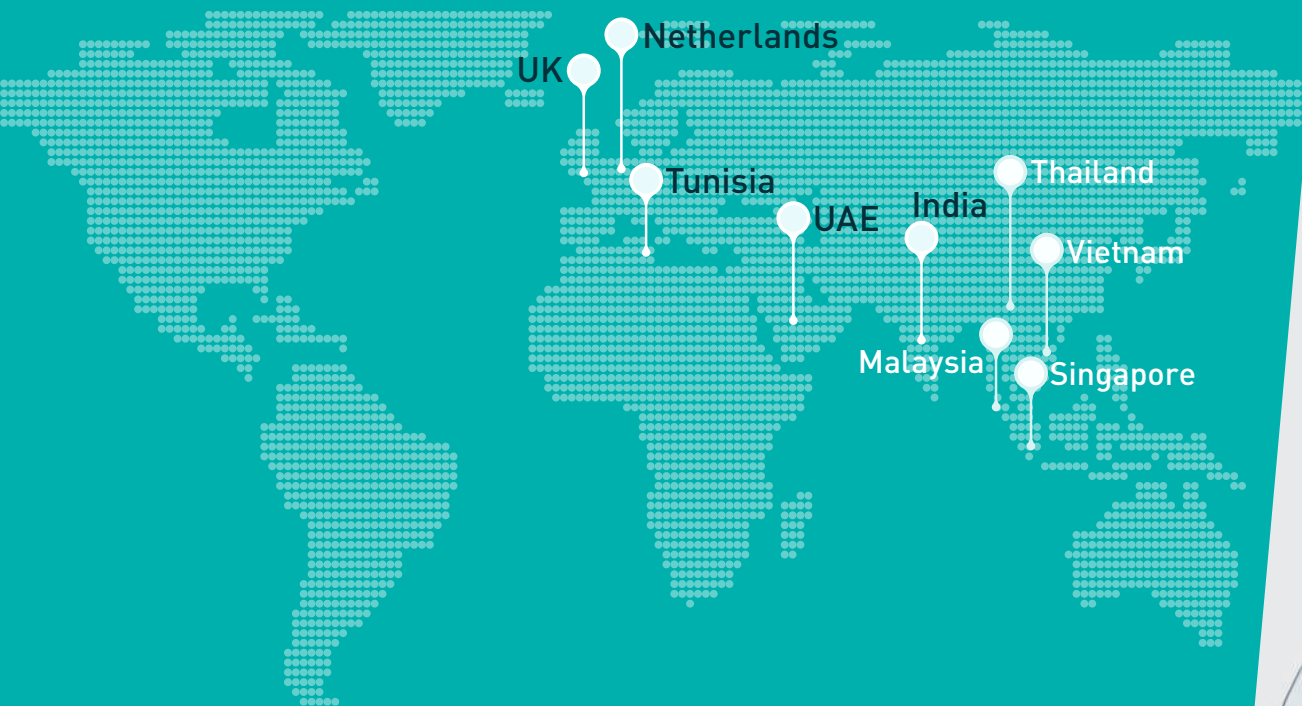 Netherlands
UK
Thailand
Tunisia
India
UAE
Vietnam
Malaysia
Singapore